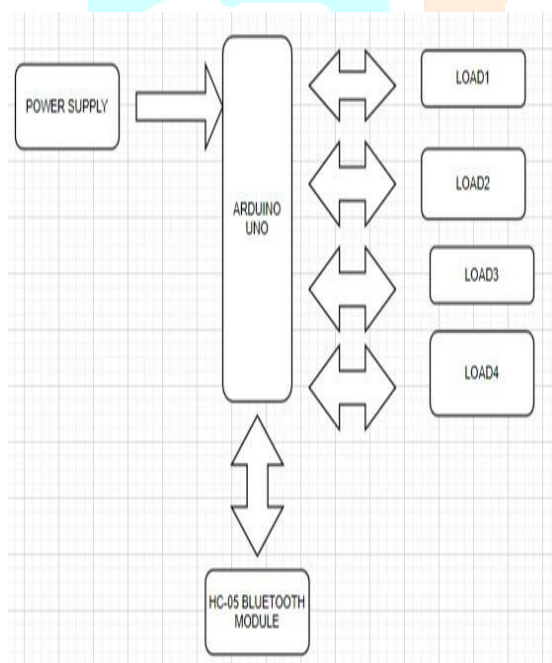 POWER SUPPLY
ARDUINO
UNO
LOAD1
LOAD2
LOAD3
LOAD4
HC-05 BLUETOOTH
MODULE